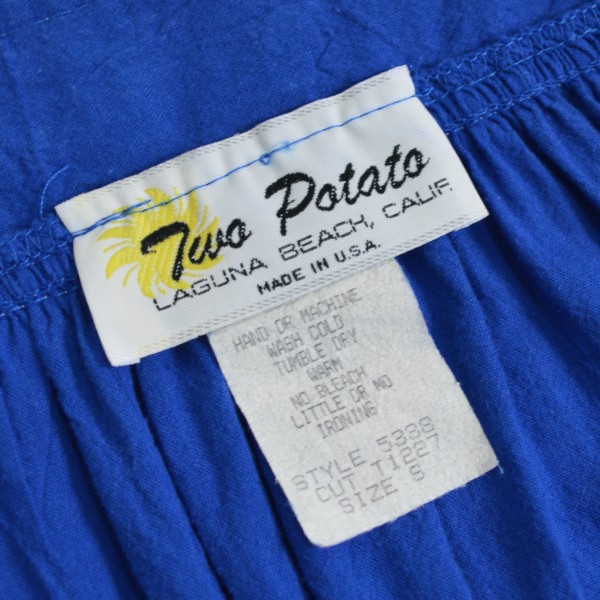 Two Potato
LAGUNA BEACH, CALIF.
MADE IN U.S.A.
HAND OR MACHINE
WASH COLD
TUMBLE DRY
WARM
NO BLEACH
LITTLE OR NO
IRONING
STYLE 5338
CUT T1227
SIZE S